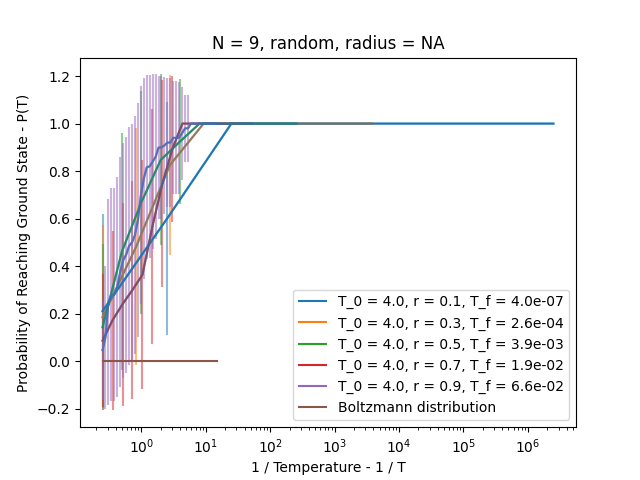 N = 9, random, radius = NA
Probability of Reaching Ground State - P(T)
1.2
1.0
0.8
0.6
0.4
0.2
0.0
−0.2
T_0 = 4.0, r = 0.1, T_f = 4.0e-07
T_0 = 4.0, r = 0.3, T_f = 2.6e-04
T_0 = 4.0, r = 0.5, T_f = 3.9e-03
T_0 = 4.0, r = 0.7, T_f = 1.9e-02
T_0 = 4.0, r = 0.9, T_f = 6.6e-02
Boltzmann distribution
10⁰ 10¹ 10² 10³ 10⁴ 10⁵ 10⁶
1 / Temperature - 1 / T